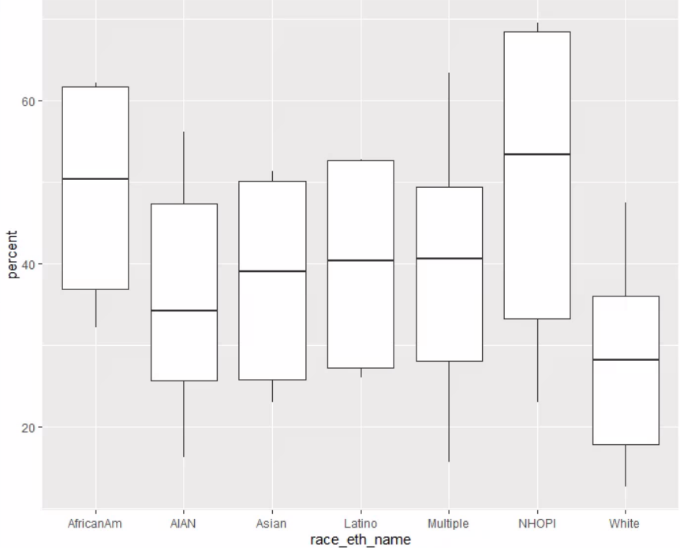 60
40
20
percent
AfricanAm AIAN Asian Latino Multiple NHOPI White
race_eth_name